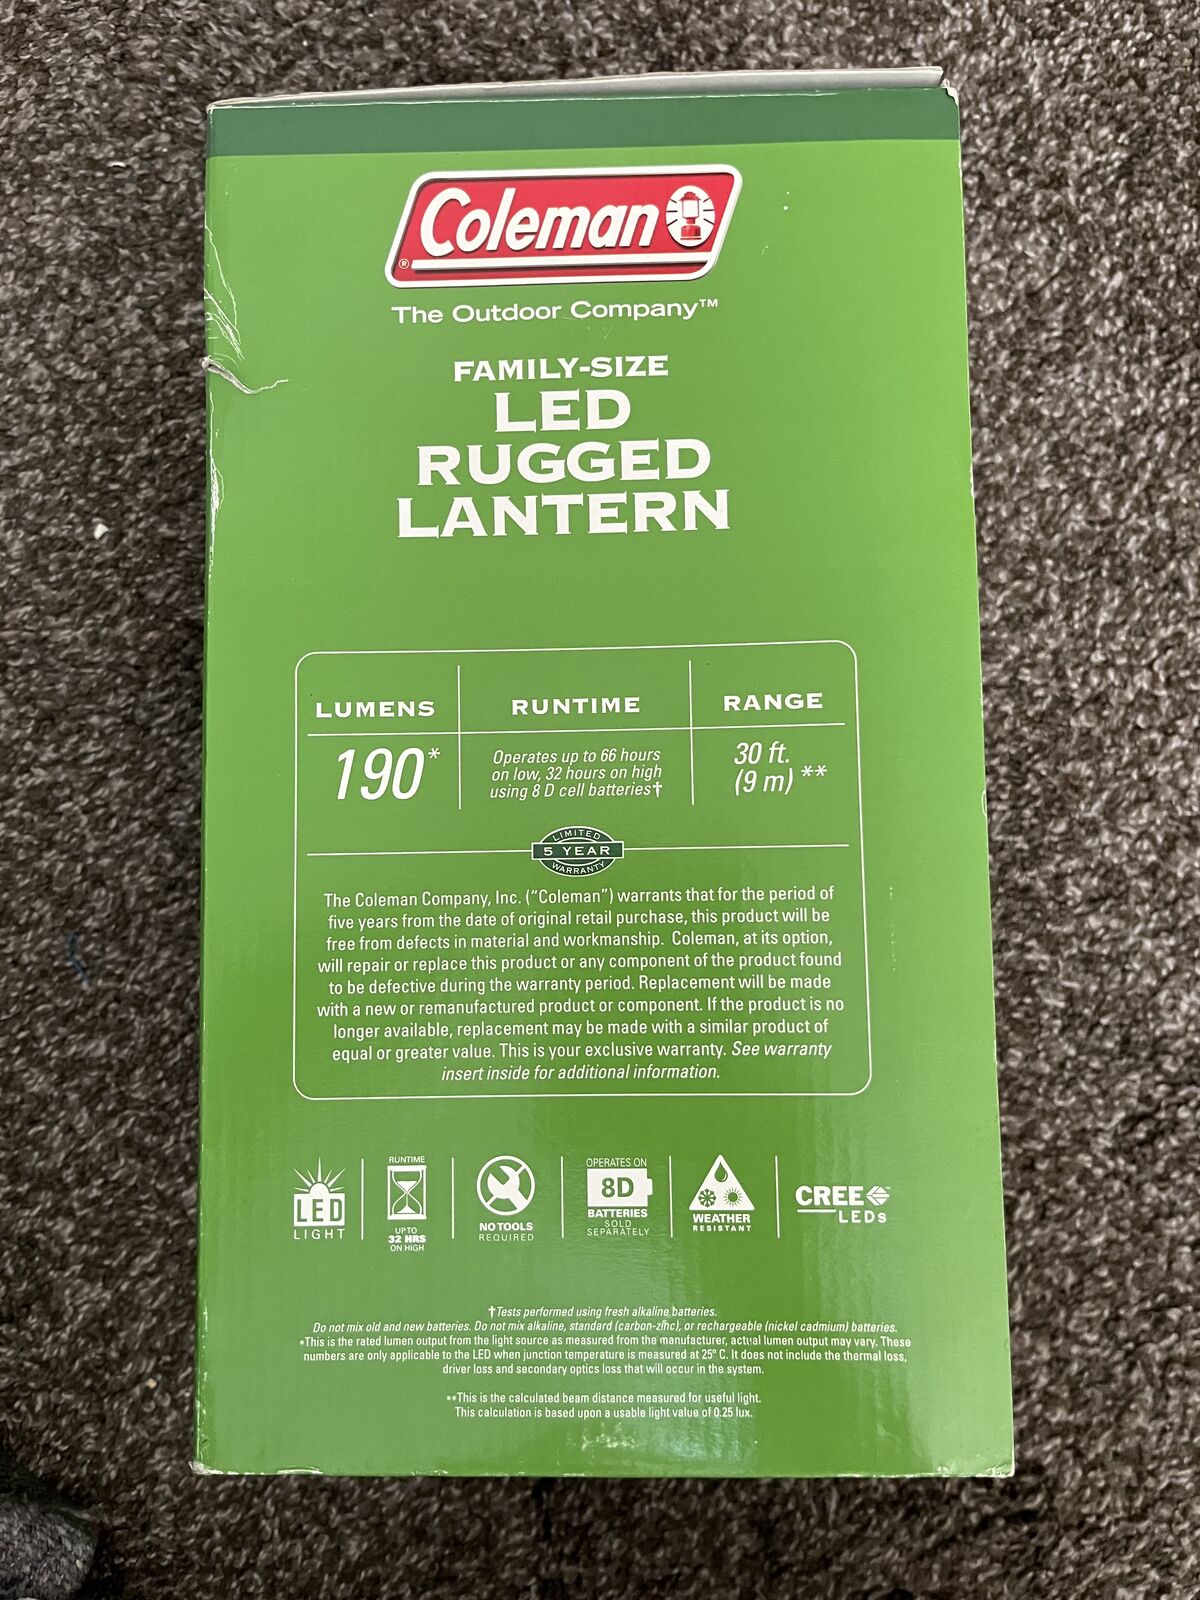 Coleman
®
The Outdoor Company™
FAMILY-SIZE
LED
RUGGED
LANTERN
LUMENS
190*
RUNTIME
Operates up to 66 hours
on low, 32 hours on high
using 8 D cell batteries†
RANGE
30 ft.
(9 m) **
LIMITED
5 YEAR
WARRANTY
The Coleman Company, Inc. (“Coleman”) warrants that for the period of
five years from the date of original retail purchase, this product will be
free from defects in material and workmanship. Coleman, at its option,
will repair or replace this product or any component of the product found
to be defective during the warranty period. Replacement will be made
with a new or remanufactured product or component. If the product is no
longer available, replacement may be made with a similar product of
equal or greater value. This is your exclusive warranty. See warranty
insert inside for additional information.
LED
LIGHT
RUNTIME
UP TO
32 HRS
ON HIGH
NO TOOLS
REQUIRED
OPERATES ON
8D
BATTERIES
SOLD
SEPARATELY
WEATHER
RESISTANT
CREE
LEDs
†Tests performed using fresh alkaline batteries.
Do not mix old and new batteries. Do not mix alkaline, standard (carbon-zinc), or rechargeable (nickel cadmium) batteries.
*This is the rated lumen output from the light source as measured from the manufacturer, actual lumen output may vary. These
numbers are only applicable to the LED when junction temperature is measured at 25° C. It does not include the thermal loss,
driver loss and secondary optics loss that will occur in the system.
**This is the calculated beam distance measured for useful light.
This calculation is based upon a usable light value of 0.25 lux.